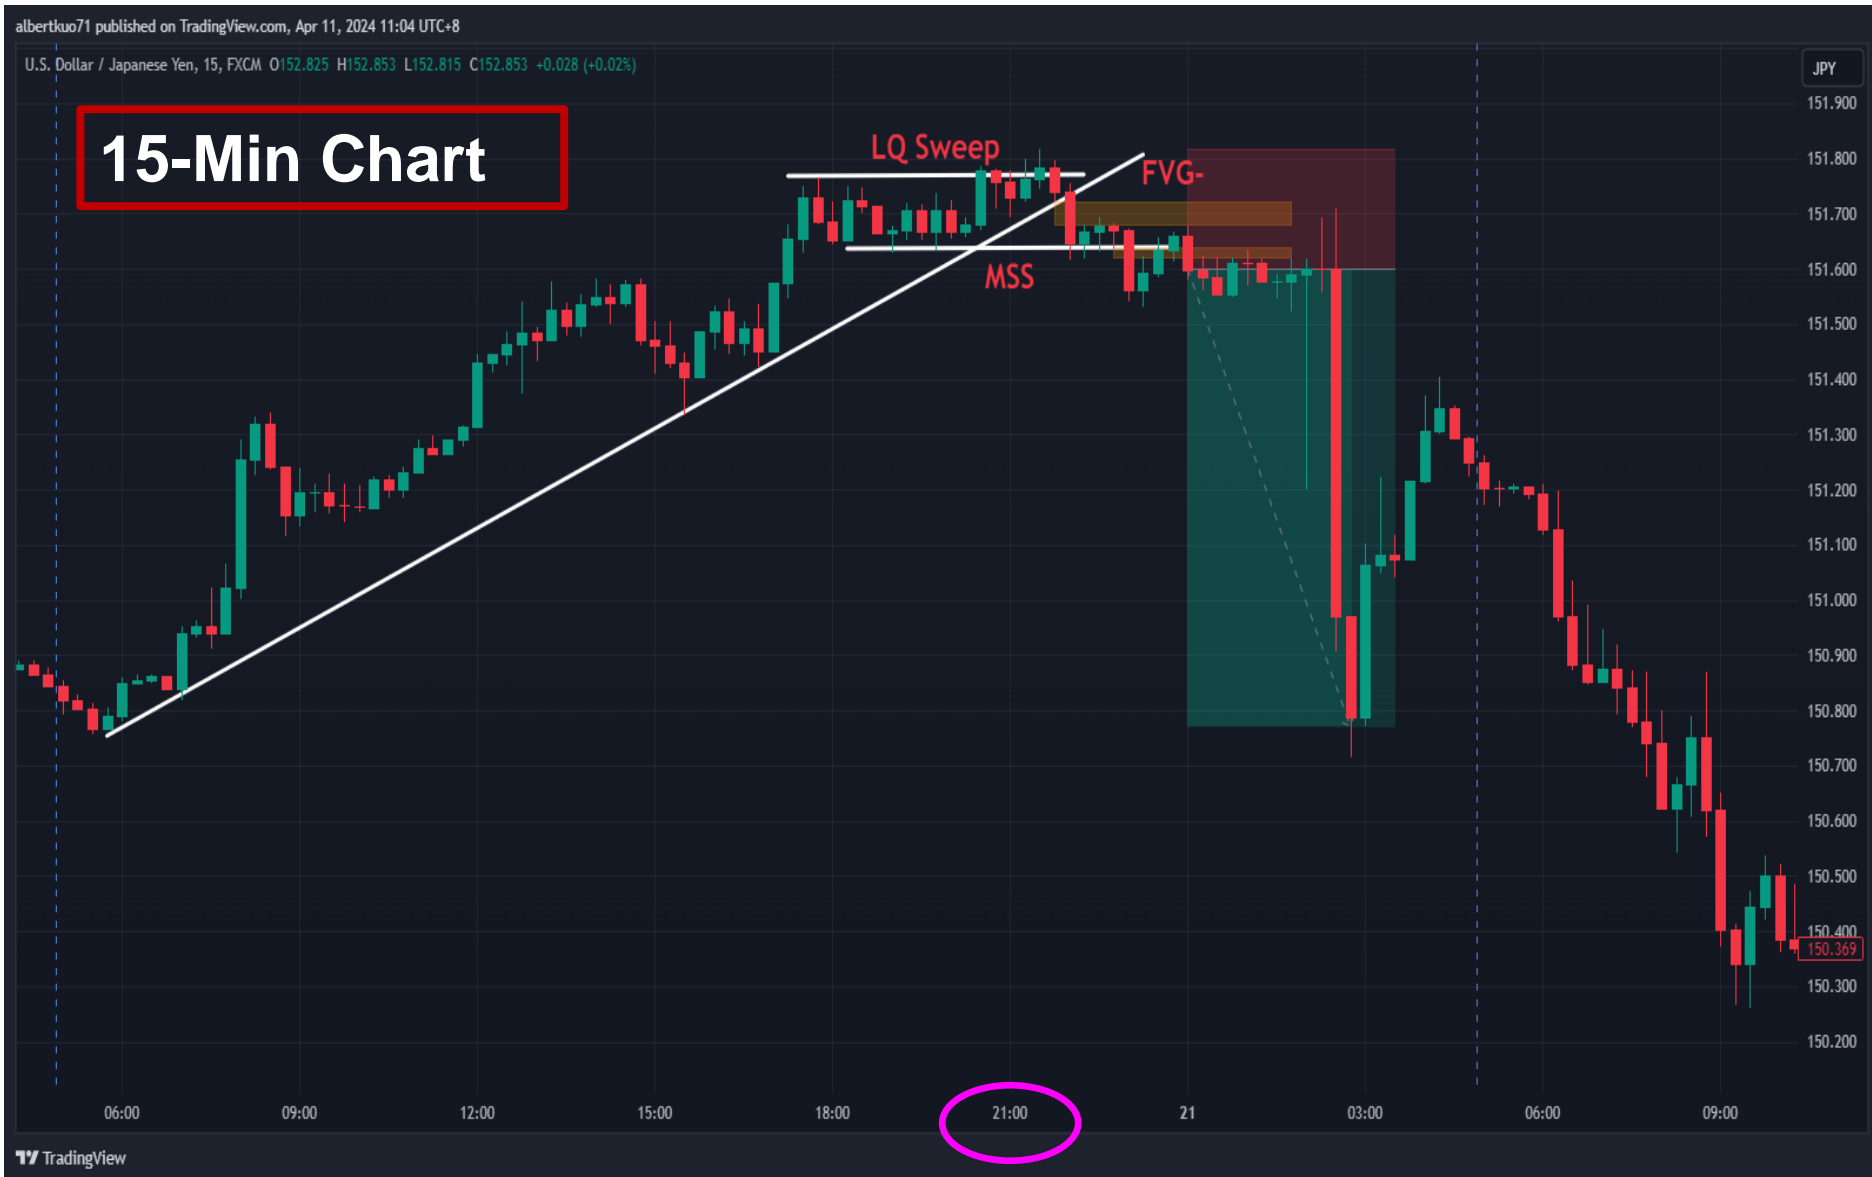 albertkuo71 published on TradingView.com, Apr 11, 2024 11:04 UTC+8
U.S. Dollar / Japanese Yen, 15, FXCM O152.825 H152.853 L152.815 C152.853 +0.028 (+0.02%)
JPY
15-Min Chart
LQ Sweep
FVG-
MSS
151.900
151.800
151.700
151.600
151.500
151.400
151.300
151.200
151.100
151.000
150.900
150.800
150.700
150.600
150.500
150.400
150.369
150.300
150.200
06:00 09:00 12:00 15:00 18:00 21:00 21 03:00 06:00 09:00
TradingView